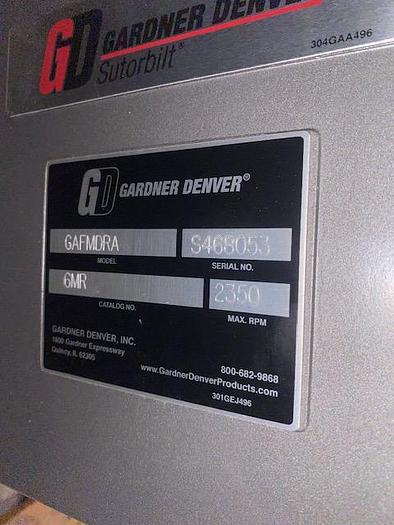 GD GARDNER DENVER
Sutorbilt®
304GAA496
GD GARDNER DENVER®
GAFMDRA S468053
MODEL SERIAL NO.
6MR 2350
CATALOG NO. MAX. RPM
GARDNER DENVER, INC.
1800 Gardner Expressway
Quincy, IL 62305
800-682-9868
www.GardnerDenverProducts.com
301GEJ496